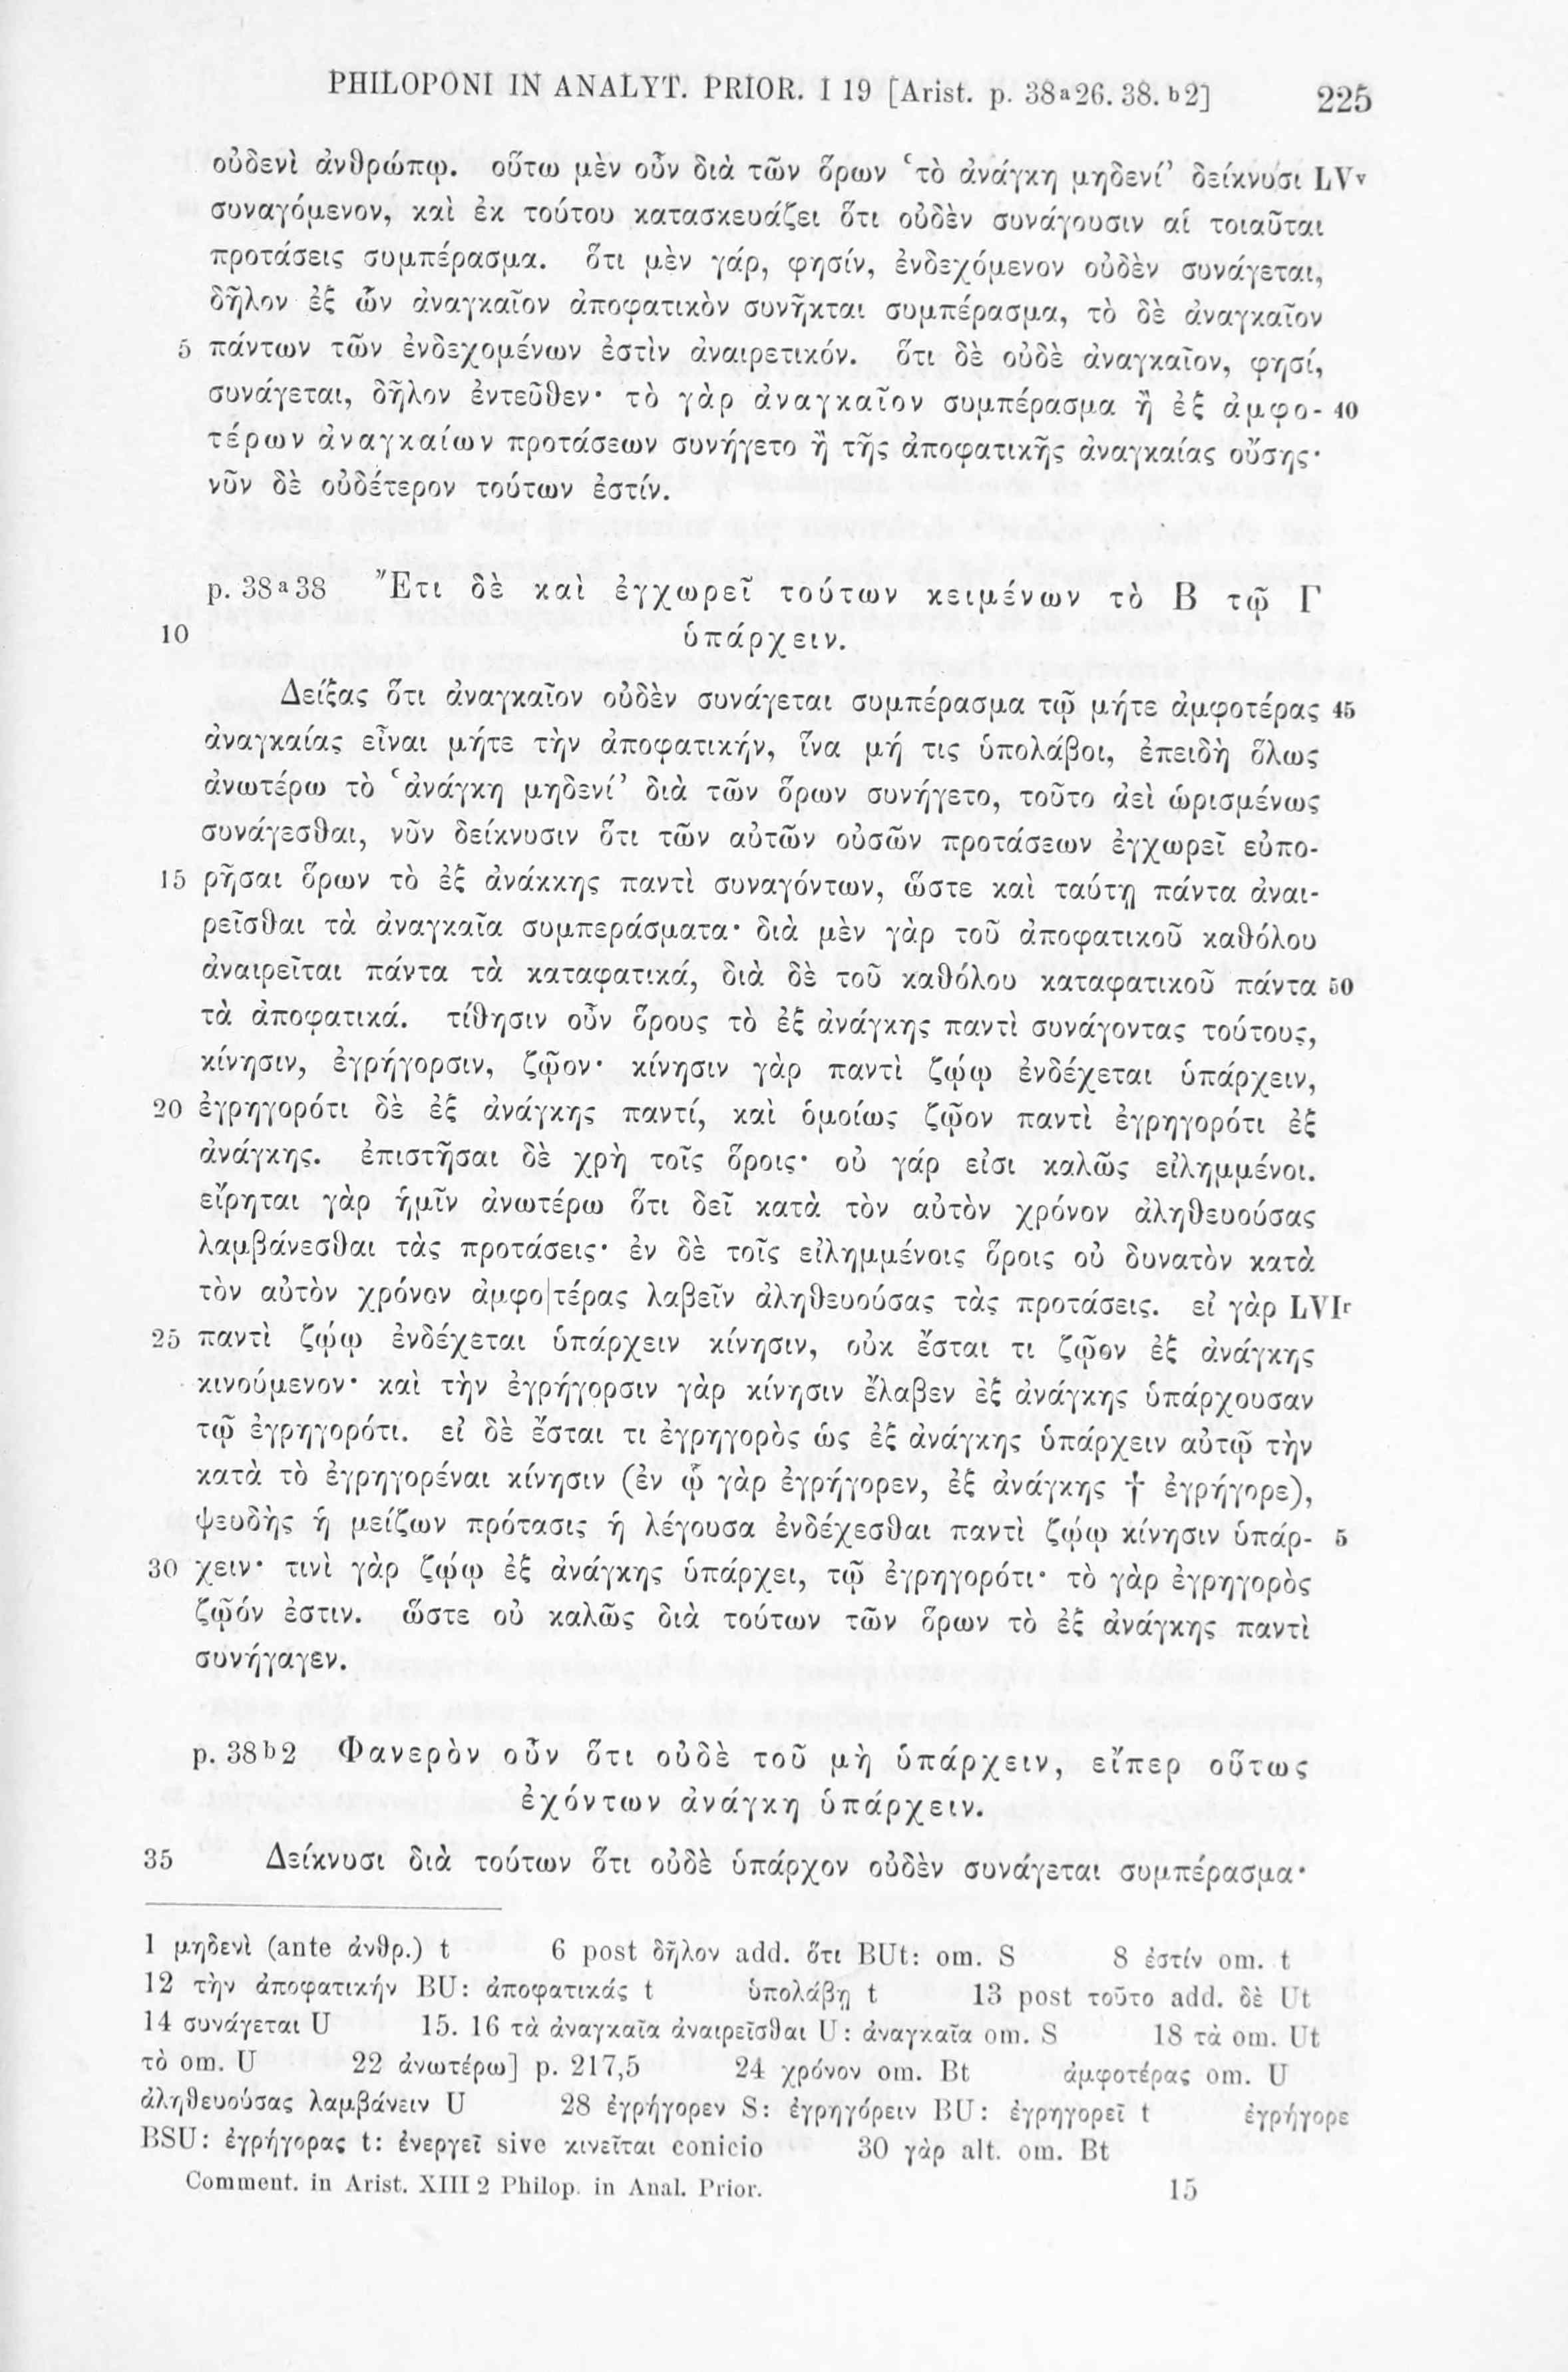 PHILOPONI IN ANALYT. PRIOR. I 19 [Arist. p. 38a26. 38. b2] 225
οὐδενὶ ἀνθρώπῳ. οὕτω μὲν οὖν διὰ τῶν ὅρων ‘τὸ ἀνάγκη μηδενί’ δείκνυσι LVv
συναγόμενον, καὶ ἐκ τούτου κατασκευάζει ὅτι οὐδὲν συνάγουσιν αἱ τοιαῦται
προτάσεις συμπέρασμα. ὅτι μὲν γάρ, φησίν, ἐνδεχόμενον οὐδὲν συνάγεται,
δῆλον ἐξ ὧν ἀναγκαῖον ἀποφατικὸν συνῆκται συμπέρασμα, τὸ δὲ ἀναγκαῖον
5 πάντων τῶν ἐνδεχομένων ἐστὶν ἀναιρετικόν. ὅτι δὲ οὐδὲ ἀναγκαῖον, φησί,
συνάγεται, δῆλον ἐντεῦθεν· τὸ γὰρ ἀναγκαῖον συμπέρασμα ἢ ἐξ ἀμφο- 40
τέρων ἀναγκαίων προτάσεων συνήγετο ἢ τῆς ἀποφατικῆς ἀναγκαίας οὔσης·
νῦν δὲ οὐδέτερον τούτων ἐστίν.
p. 38a38 Ἔτι δὲ καὶ ἐγχωρεῖ τούτων κειμένων τὸ Β τῷ Γ
10 ὑπάρχειν.
Δείξας ὅτι ἀναγκαῖον οὐδὲν συνάγεται συμπέρασμα τῷ μήτε ἀμφοτέρας 45
ἀναγκαίας εἶναι μήτε τὴν ἀποφατικήν, ἵνα μή τις ὑπολάβοι, ἐπειδὴ ὅλως
ἀνωτέρω τὸ ‘ἀνάγκη μηδενί’ διὰ τῶν ὅρων συνήγετο, τοῦτο ἀεὶ ὡρισμένως
συνάγεσθαι, νῦν δείκνυσιν ὅτι τῶν αὐτῶν οὐσῶν προτάσεων ἐγχωρεῖ εὐπο-
15 ρῆσαι ὅρων τὸ ἐξ ἀνάκκης παντὶ συναγόντων, ὥστε καὶ ταύτῃ πάντα ἀναι-
ρεῖσθαι τὰ ἀναγκαῖα συμπεράσματα· διὰ μὲν γὰρ τοῦ ἀποφατικοῦ καθόλου
ἀναιρεῖται πάντα τὰ καταφατικά, διὰ δὲ τοῦ καθόλου καταφατικοῦ πάντα 50
τὰ ἀποφατικά. τίθησιν οὖν ὅρους τὸ ἐξ ἀνάγκης παντὶ συνάγοντας τούτους,
κίνησιν, ἐγρήγορσιν, ζῷον· κίνησιν γὰρ παντὶ ζῴῳ ἐνδέχεται ὑπάρχειν,
20 ἐγρηγορότι δὲ ἐξ ἀνάγκης παντί, καὶ ὁμοίως ζῷον παντὶ ἐγρηγορότι ἐξ
ἀνάγκης. ἐπιστῆσαι δὲ χρὴ τοῖς ὅροις· οὐ γάρ εἰσι καλῶς εἰλημμένοι.
εἴρηται γὰρ ἡμῖν ἀνωτέρω ὅτι δεῖ κατὰ τὸν αὐτὸν χρόνον ἀληθευούσας
λαμβάνεσθαι τὰς προτάσεις· ἐν δὲ τοῖς εἰλημμένοις ὅροις οὐ δυνατὸν κατὰ
τὸν αὐτὸν χρόνον ἀμφο|τέρας λαβεῖν ἀληθευούσας τὰς προτάσεις. εἰ γὰρ LVIr
25 παντὶ ζῴῳ ἐνδέχεται ὑπάρχειν κίνησιν, οὐκ ἔσται τι ζῷον ἐξ ἀνάγκης
κινούμενον· καὶ τὴν ἐγρήγορσιν γὰρ κίνησιν ἔλαβεν ἐξ ἀνάγκης ὑπάρχουσαν
τῷ ἐγρηγορότι. εἰ δὲ ἔσται τι ἐγρηγορὸς ὡς ἐξ ἀνάγκης ὑπάρχειν αὐτῷ τὴν
κατὰ τὸ ἐγρηγορέναι κίνησιν (ἐν ᾧ γὰρ ἐγρήγορεν, ἐξ ἀνάγκης † ἐγρήγορε),
ψευδὴς ἡ μείζων πρότασις ἡ λέγουσα ἐνδέχεσθαι παντὶ ζῴῳ κίνησιν ὑπάρ- 5
30 χειν· τινὶ γὰρ ζῴῳ ἐξ ἀνάγκης ὑπάρχει, τῷ ἐγρηγορότι· τὸ γὰρ ἐγρηγορὸς
ζῷόν ἐστιν. ὥστε οὐ καλῶς διὰ τούτων τῶν ὅρων τὸ ἐξ ἀνάγκης παντὶ
συνήγαγεν.
p. 38b2 Φανερὸν οὖν ὅτι οὐδὲ τοῦ μὴ ὑπάρχειν, εἴπερ οὕτως
ἐχόντων ἀνάγκη ὑπάρχειν.
35 Δείκνυσι διὰ τούτων ὅτι οὐδὲ ὑπάρχον οὐδὲν συνάγεται συμπέρασμα·
1 μηδενὶ (ante ἀνθρ.) t 6 post δῆλον add. ὅτι BUt: om. S 8 ἐστίν om. t
12 τὴν ἀποφατικήν BU: ἀποφατικάς t ὑπολάβῃ t 13 post τοῦτο add. δὲ Ut
14 συνάγεται U 15. 16 τὰ ἀναγκαῖα ἀναιρεῖσθαι U: ἀναγκαῖα om. S 18 τὰ om. Ut
τὸ om. U 22 ἀνωτέρω] p. 217,5 24 χρόνον om. Bt ἀμφοτέρας om. U
ἀληθευούσας λαμβάνειν U 28 ἐγρήγορεν S: ἐγρηγόρειν BU: ἐγρηγορεῖ t ἐγρήγορε
BSU: ἐγρήγορας t: ἐνεργεῖ sive κινεῖται conicio 30 γὰρ alt. om. Bt
Comment. in Arist. XIII 2 Philop. in Anal. Prior. 15